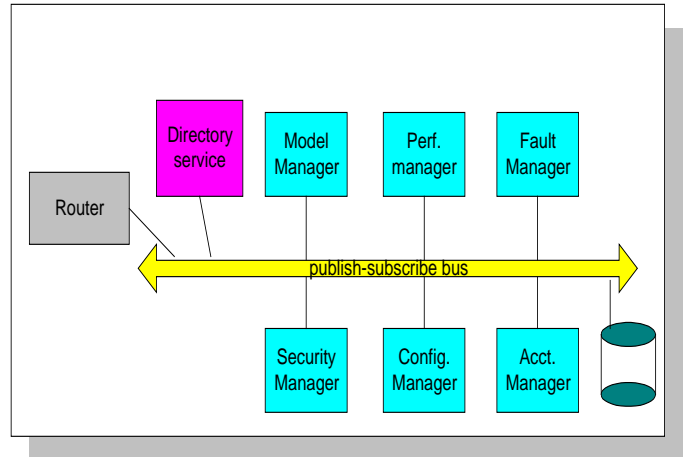 Directory
service
Model
Manager
Perf.
manager
Fault
Manager
Router
publish-subscribe bus
Security
Manager
Config.
Manager
Acct.
Manager